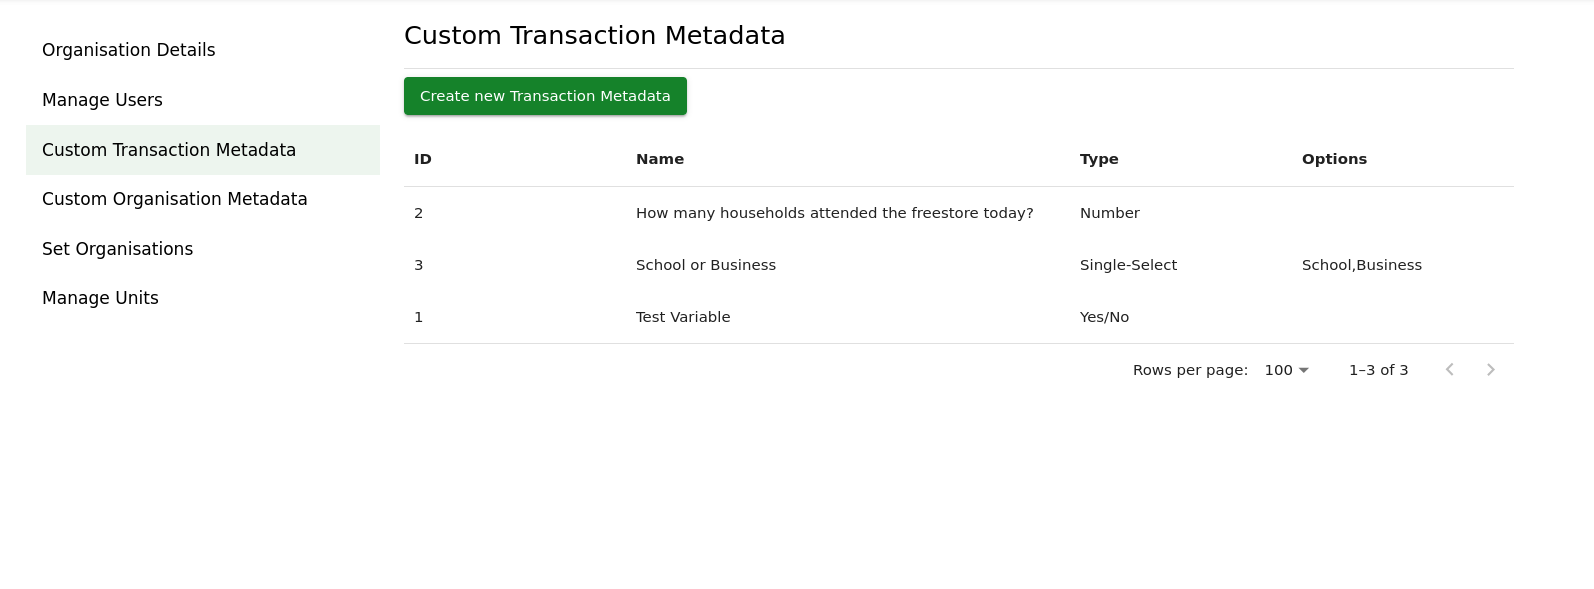 Organisation Details
Manage Users
Custom Transaction Metadata
Custom Organisation Metadata
Set Organisations
Manage Units
Custom Transaction Metadata
Create new Transaction Metadata
ID Name Type Options
2 How many households attended the freestore today? Number
3 School or Business Single-Select School,Business
1 Test Variable Yes/No
Rows per page: 100 1–3 of 3